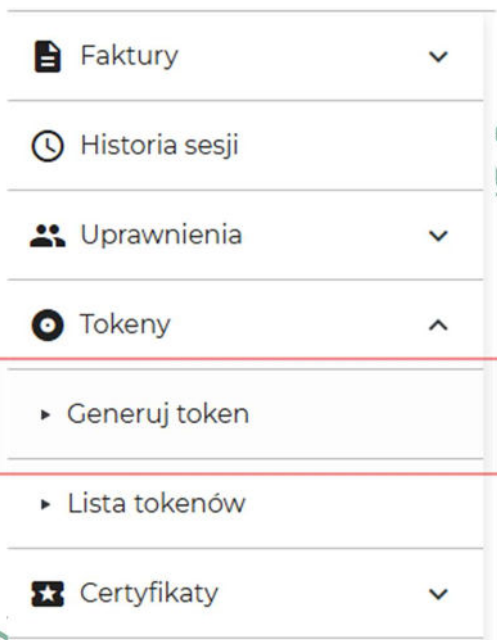 Faktury
Historia sesji
Uprawnienia
Tokeny
Generuj token
Lista tokenów
Certyfikaty